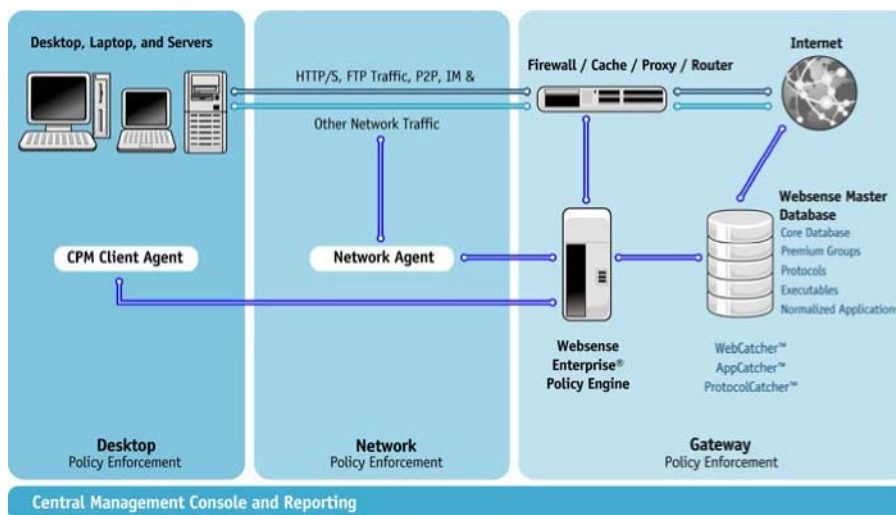 Desktop, Laptop, and Servers
HTTP/S, FTP Traffic, P2P, IM &
Other Network Traffic
Firewall / Cache / Proxy / Router
Internet
CPM Client Agent
Network Agent
Websense
Enterprise®
Policy Engine
Websense Master
Database
Core Database
Premium Groups
Protocols
Executables
Normalized Applications
WebCatcher™
AppCatcher™
ProtocolCatcher™
Desktop
Policy Enforcement
Network
Policy Enforcement
Gateway
Policy Enforcement
Central Management Console and Reporting